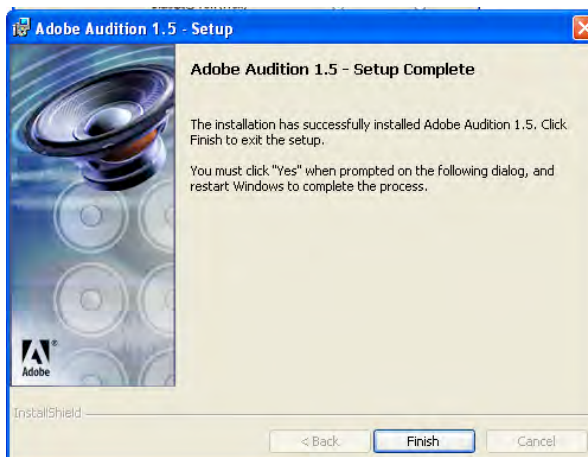 Adobe Audition 1.5 - Setup
Adobe Audition 1.5 - Setup Complete
The installation has successfully installed Adobe Audition 1.5. Click
Finish to exit the setup.
You must click "Yes" when prompted on the following dialog, and
restart Windows to complete the process.
Adobe
InstallShield
< Back
Finish
Cancel